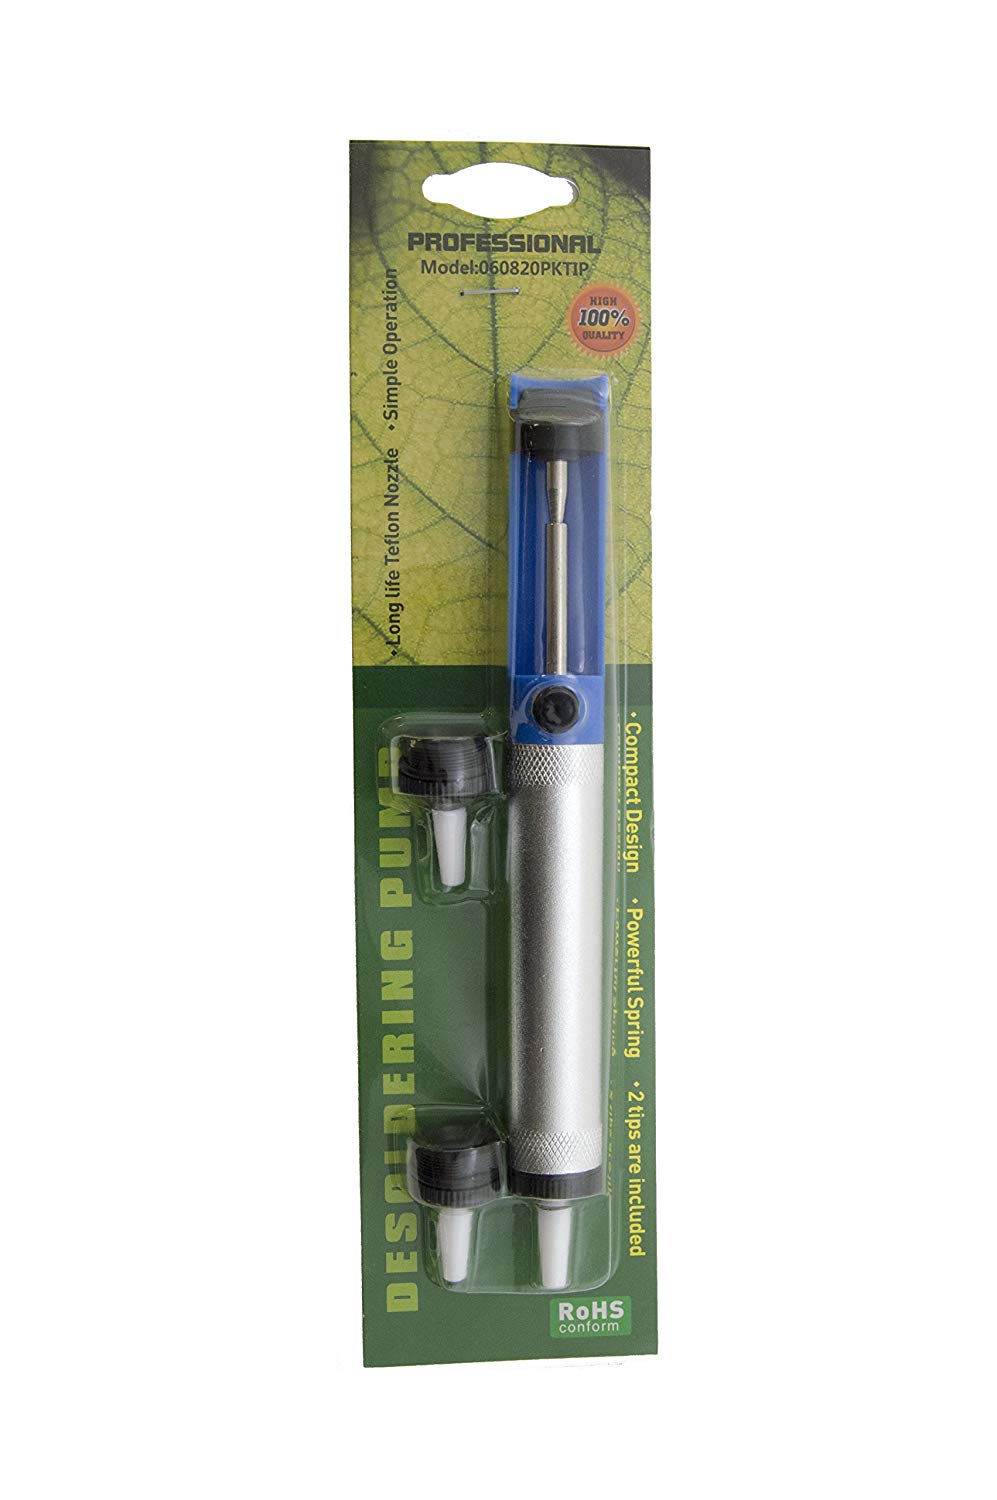 PROFESSIONAL
Model:060820PKTIP
HIGH
100%
QUALITY
• Long life Teflon Nozzle • Simple Operation
DESOLDERING PUMP
• Compact Design • Powerful Spring • 2 tips are included
RoHS
conform